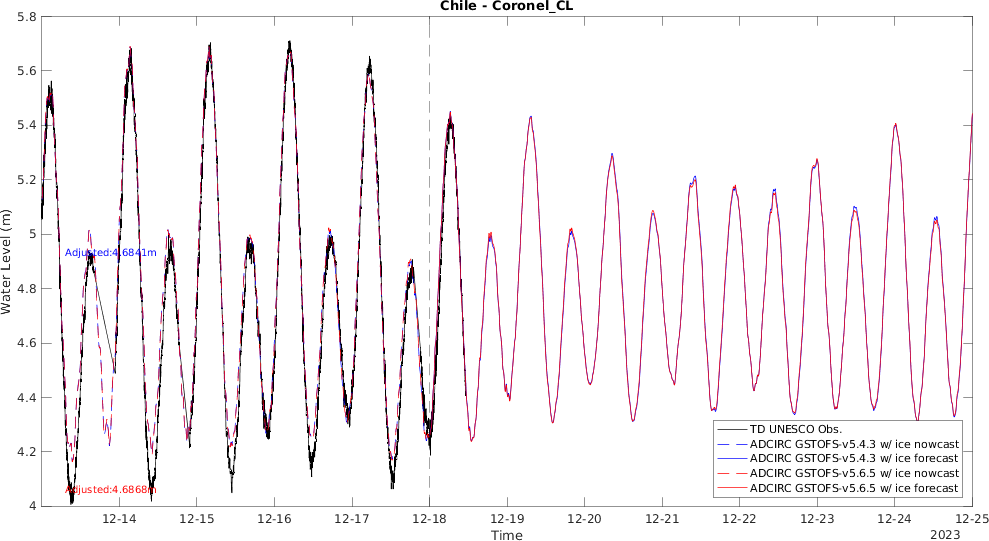 Chile - Coronel_CL
5.8
5.6
5.4
5.2
5
4.8
4.6
4.4
4.2
4
Water Level (m)
Adjusted:4.6841m
Adjusted:4.6868m
TD UNESCO Obs.
ADCIRC GSTOFS-v5.4.3 w/ ice nowcast
ADCIRC GSTOFS-v5.4.3 w/ ice forecast
ADCIRC GSTOFS-v5.6.5 w/ ice nowcast
ADCIRC GSTOFS-v5.6.5 w/ ice forecast
12-14 12-15 12-16 12-17 12-18 12-19 12-20 12-21 12-22 12-23 12-24 12-25
Time
2023